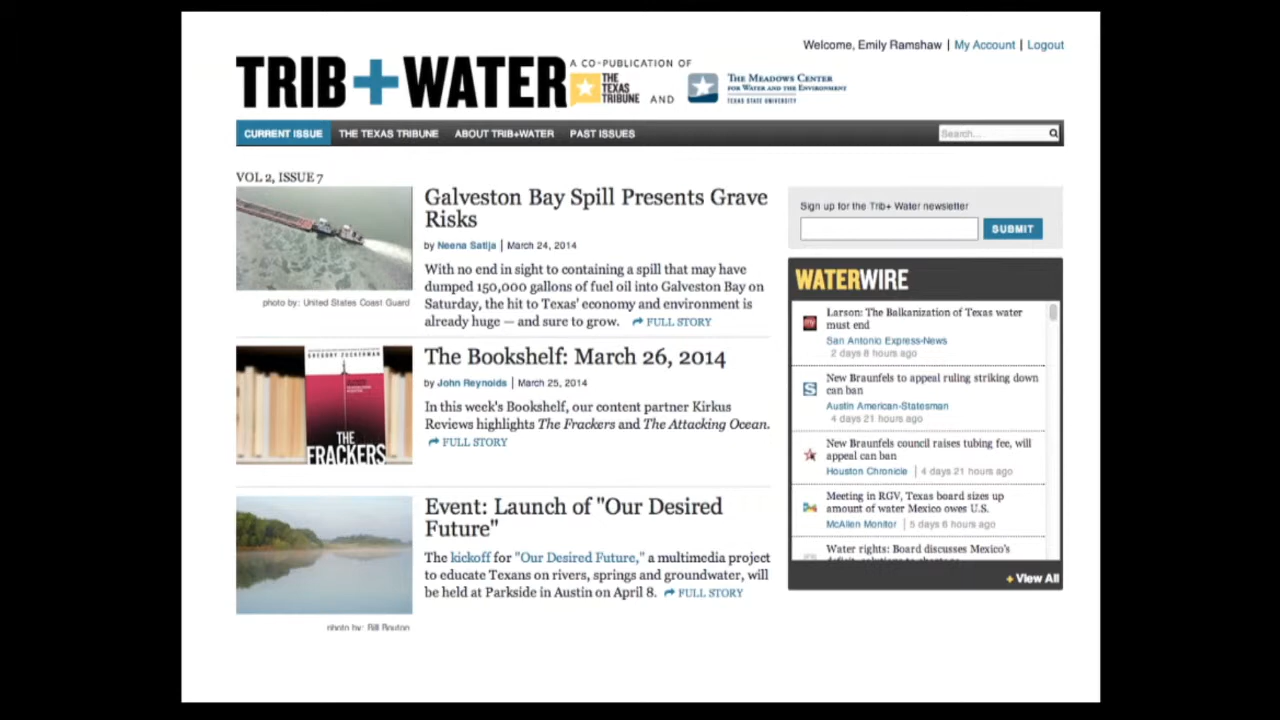 Welcome, Emily Ramshaw | My Account | Logout
TRIB+WATER
A CO-PUBLICATION OF
THE
TEXAS
TRIBUNE
AND
THE MEADOWS CENTER
FOR WATER AND THE ENVIRONMENT
TEXAS STATE UNIVERSITY
CURRENT ISSUE
THE TEXAS TRIBUNE
ABOUT TRIB+WATER
PAST ISSUES
Search...
VOL 2, ISSUE 7
Galveston Bay Spill Presents Grave
Risks
by Neena Satija | March 24, 2014
With no end in sight to containing a spill that may have
dumped 150,000 gallons of fuel oil into Galveston Bay on
Saturday, the hit to Texas' economy and environment is
already huge — and sure to grow. FULL STORY
photo by: United States Coast Guard
GREGORY ZUCKERMAN
THE
FRACKERS
The Bookshelf: March 26, 2014
by John Reynolds | March 25, 2014
In this week's Bookshelf, our content partner Kirkus
Reviews highlights The Frackers and The Attacking Ocean.
FULL STORY
Event: Launch of "Our Desired
Future"
The kickoff for "Our Desired Future," a multimedia project
to educate Texans on rivers, springs and groundwater, will
be held at Parkside in Austin on April 8. FULL STORY
photo by: Bill Bouton
Sign up for the Trib+ Water newsletter
SUBMIT
WATERWIRE
Larson: The Balkanization of Texas water
must end
San Antonio Express-News
2 days 8 hours ago
New Braunfels to appeal ruling striking down
can ban
Austin American-Statesman
4 days 21 hours ago
New Braunfels council raises tubing fee, will
appeal can ban
Houston Chronicle | 4 days 21 hours ago
Meeting in RGV, Texas board sizes up
amount of water Mexico owes U.S.
McAllen Monitor | 5 days 6 hours ago
Water rights: Board discusses Mexico's
+ View All